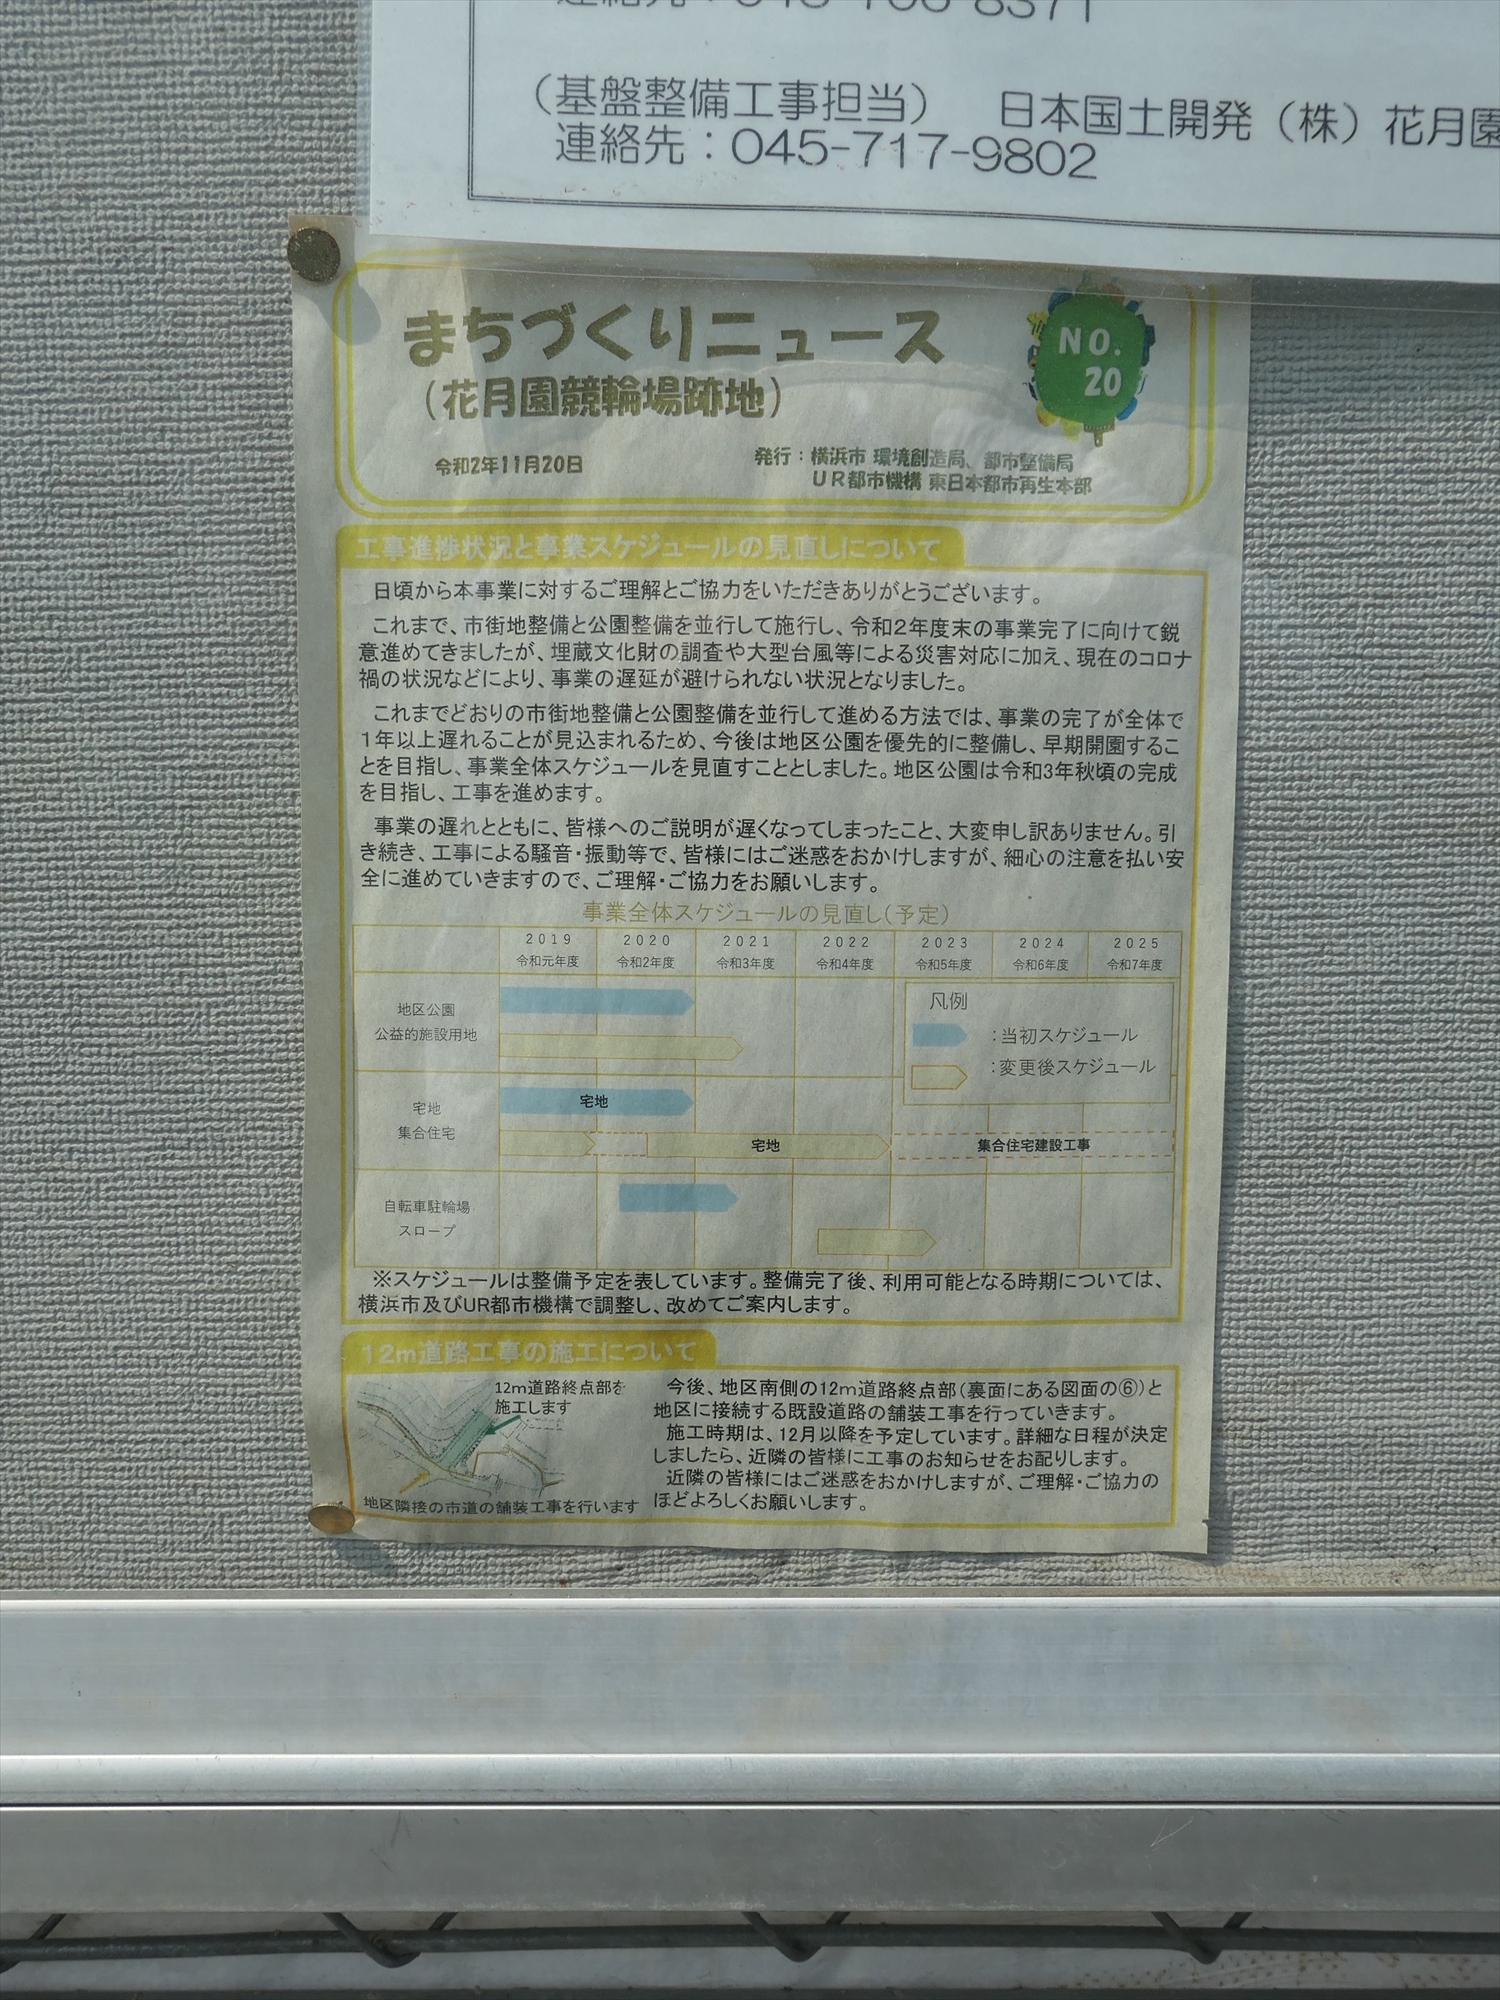 (基盤整備工事担当) 日本国土開発(株)花月園
連絡先:045-717-9802
まちづくりニュース
(花月園競輪場跡地)
NO.
20
令和2年11月20日
発行:横浜市 環境創造局、都市整備局
UR都市機構 東日本都市再生本部
工事進捗状況と事業スケジュールの見直しについて
日頃から本事業に対するご理解とご協力をいただきありがとうございます。
これまで、市街地整備と公園整備を並行して施行し、令和2年度末の事業完了に向けて鋭
意進めてきましたが、埋蔵文化財の調査や大型台風等による災害対応に加え、現在のコロナ
禍の状況などにより、事業の遅延が避けられない状況となりました。
これまでどおりの市街地整備と公園整備を並行して進める方法では、事業の完了が全体で
1年以上遅れることが見込まれるため、今後は地区公園を優先的に整備し、早期開園するこ
とを目指し、事業全体スケジュールを見直すこととしました。地区公園は令和3年秋頃の完成
を目指し、工事を進めます。
事業の遅れとともに、皆様へのご説明が遅くなってしまったこと、大変申し訳ありません。引
き続き、工事による騒音・振動等で、皆様にはご迷惑をおかけしますが、細心の注意を払い安
全に進めていきますので、ご理解・ご協力をお願いします。
事業全体スケジュールの見直し(予定)
2019 2020 2021 2022 2023 2024 2025
令和元年度 令和2年度 令和3年度 令和4年度 令和5年度 令和6年度 令和7年度
地区公園
公益的施設用地
凡例
:当初スケジュール
:変更後スケジュール
宅地
集合住宅
宅地
宅地
集合住宅建設工事
自転車駐輪場
スロープ
※スケジュールは整備予定を表しています。整備完了後、利用可能となる時期については、
横浜市及びUR都市機構で調整し、改めてご案内します。
12m道路工事の施工について
12m道路終点部を
施工します
地区隣接の市道の舗装工事を行います
今後、地区南側の12m道路終点部(裏面にある図面の⑥)と
地区に接続する既設道路の舗装工事を行っていきます。
施工時期は、12月以降を予定しています。詳細な日程が決定
しましたら、近隣の皆様に工事のお知らせをお配りします。
近隣の皆様にはご迷惑をおかけしますが、ご理解・ご協力の
ほどよろしくお願いします。